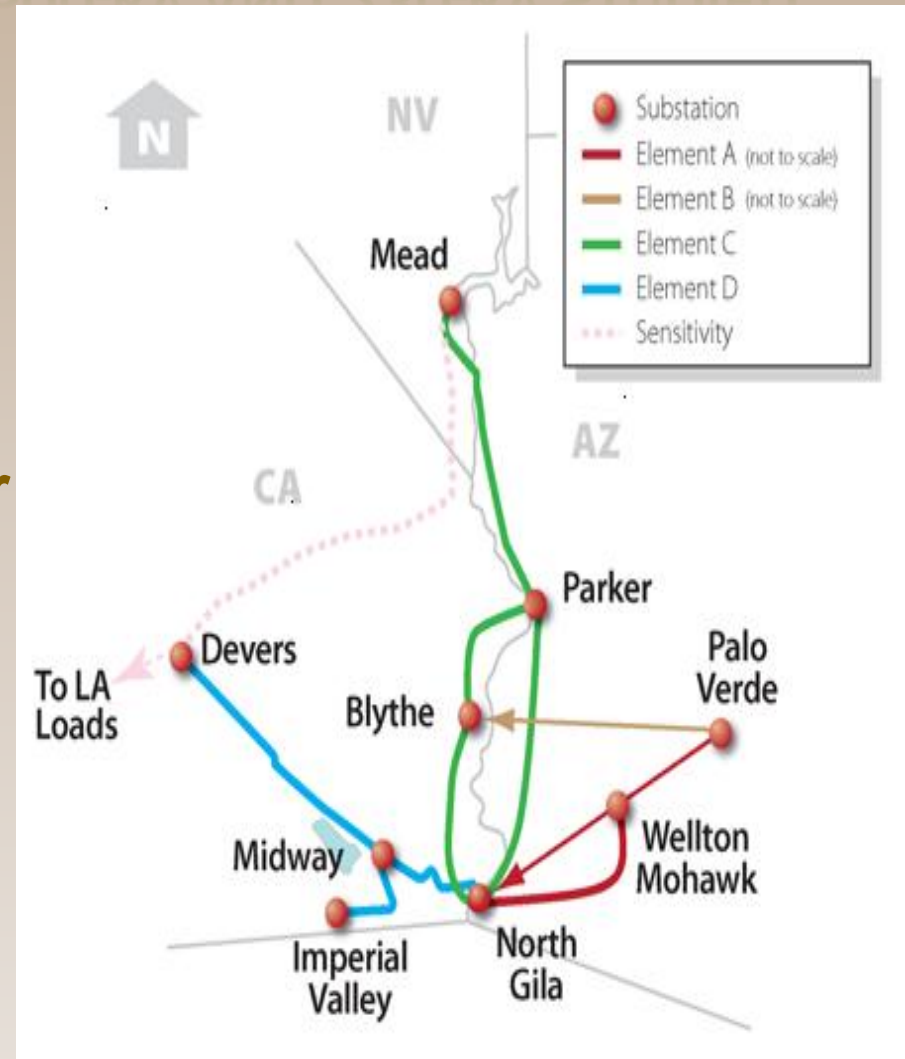 N
NV
Substation
Element A (not to scale)
Element B (not to scale)
Element C
Element D
Sensitivity
Mead
AZ
CA
r
Parker
Devers
Palo
Verde
To LA
Loads
Blythe
Wellton
Mohawk
Midway
North
Gila
Imperial
Valley